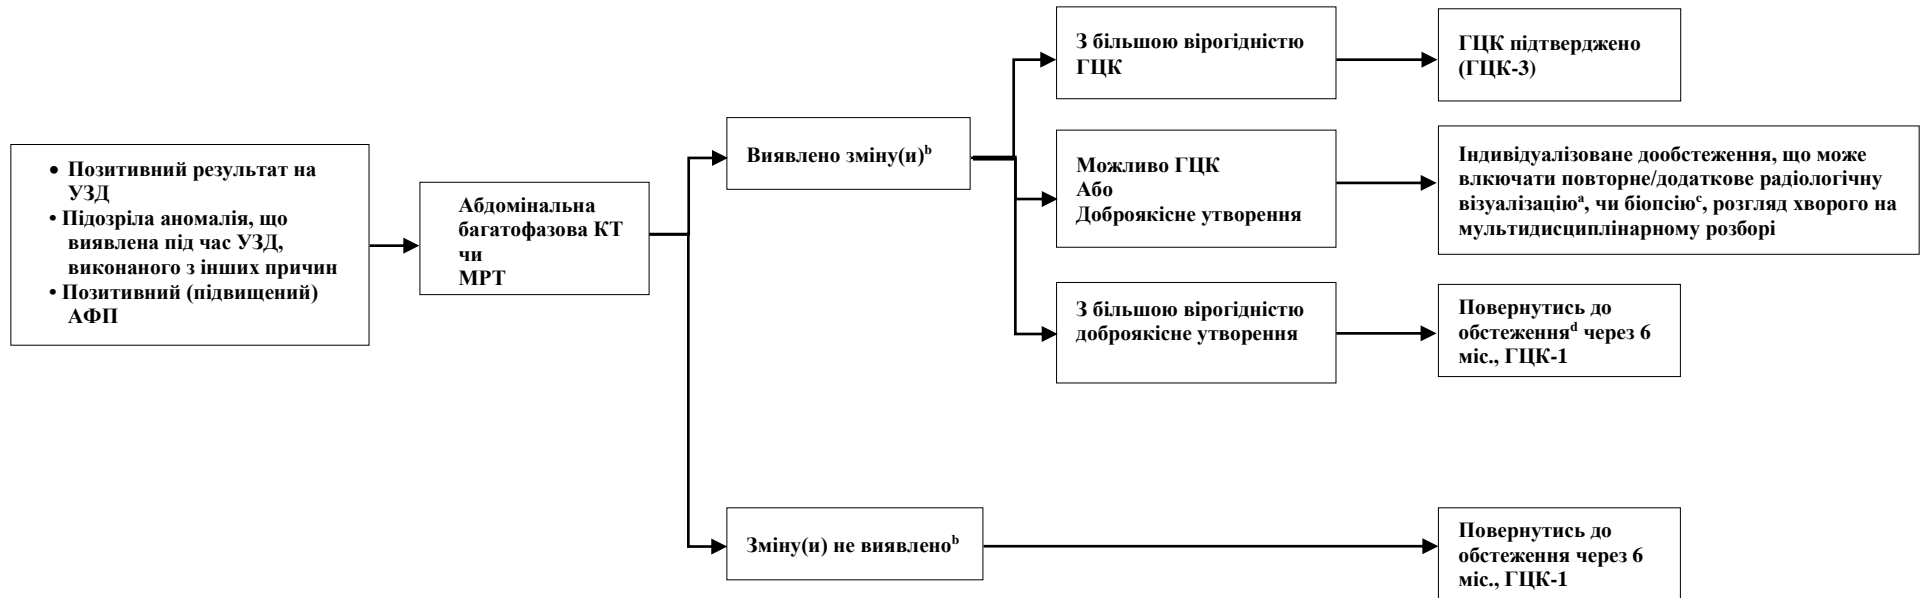 • Позитивний результат на
УЗД
• Підозріла аномалія, що
виявлена під час УЗД,
виконаного з інших причин
• Позитивний (підвищений)
АФП
Абдомінальна
багатофазова КТ
чи
МРТ
Виявлено зміну(и)ᵇ
З більшою вірогідністю
ГЦК
ГЦК підтверджено
(ГЦК-3)
Можливо ГЦК
Або
Доброякісне утворення
Індивідуалізоване дообстеження, що може
влкючати повторне/додаткове радіологічну
візуалізаціюᵃ, чи біопсіюᶜ, розгляд хворого на
мультидисциплінарному розборі
З більшою вірогідністю
доброякісне утворення
Повернутись до
обстеженняᵈ через 6
міс., ГЦК-1
Зміну(и) не виявленоᵇ
Повернутись до
обстеження через 6
міс., ГЦК-1